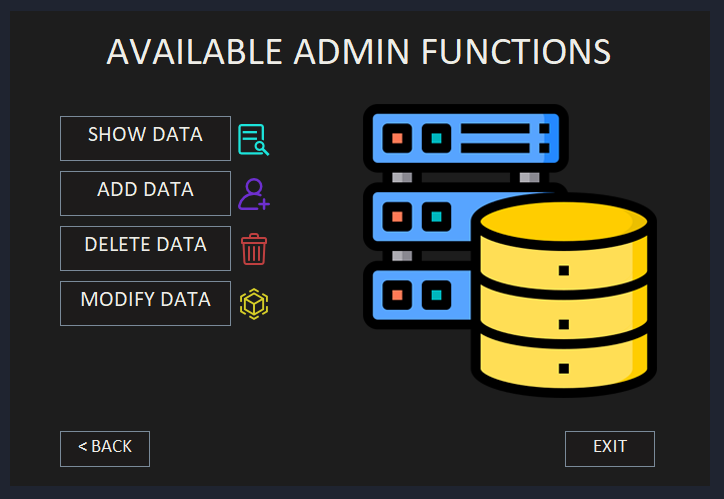 AVAILABLE ADMIN FUNCTIONS
SHOW DATA
ADD DATA
DELETE DATA
MODIFY DATA
< BACK
EXIT